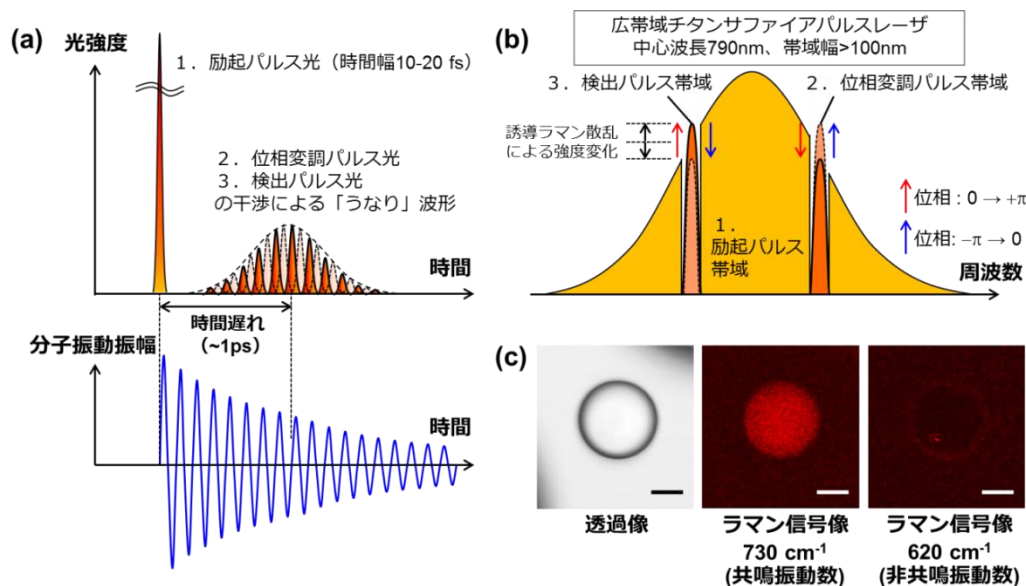 (a)
光強度
1．励起パルス光（時間幅10-20 fs）
2．位相変調パルス光
3．検出パルス光
の干渉による「うなり」波形
時間
時間遅れ
（~1ps）
分子振動振幅
時間
(b)
広帯域チタンサファイアパルスレーザ
中心波長790nm、帯域幅>100nm
3．検出パルス帯域
2．位相変調パルス帯域
誘導ラマン散乱
による強度変化
位相：0 → +π
位相: −π → 0
1．
励起パルス
帯域
周波数
(c)
透過像
ラマン信号像
730 cm⁻¹
(共鳴振動数)
ラマン信号像
620 cm⁻¹
(非共鳴振動数)